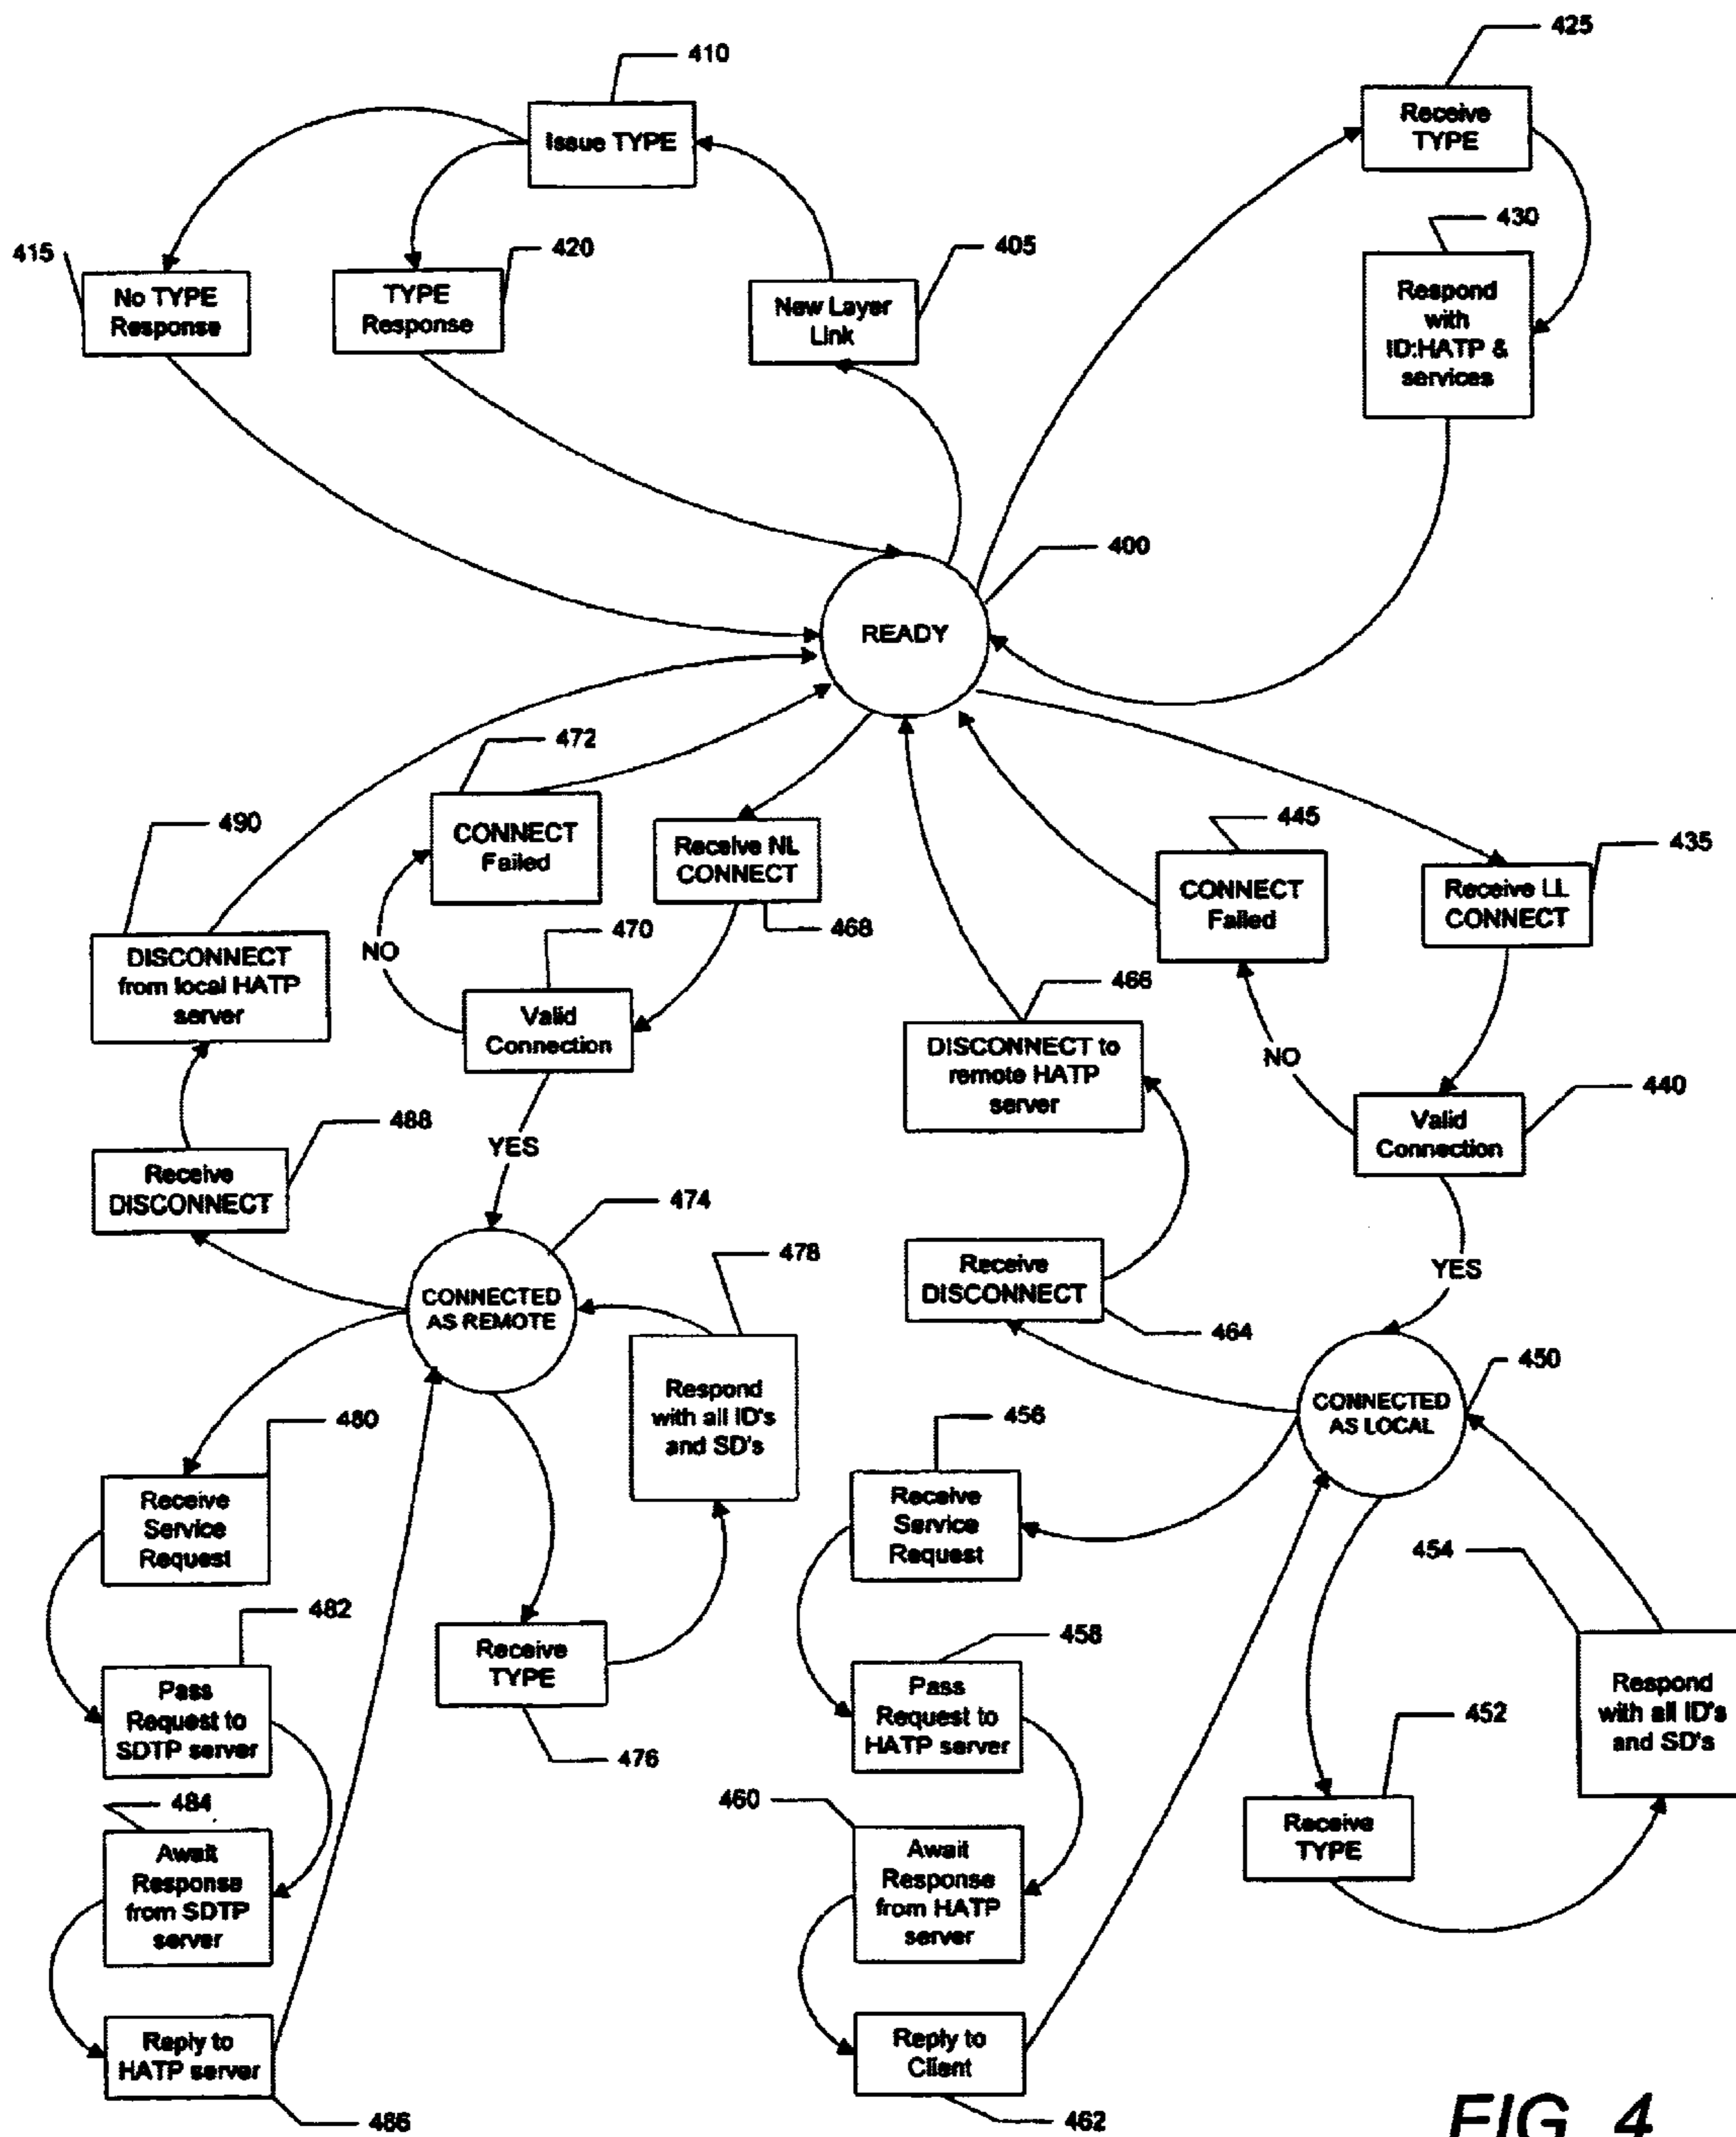 425
410
Receive
TYPE
Issue TYPE
430
415
420
405
No TYPE
Response
TYPE
Response
New Layer
Link
Respond
with
ID:HATP &
services
400
READY
472
490
445
435
CONNECT
Failed
Receive NL
CONNECT
CONNECT
Failed
Receive LL
CONNECT
470
468
NO
DISCONNECT
from local HATP
server
466
Valid
Connection
DISCONNECT to
remote HATP
server
NO
440
Valid
Connection
488
YES
Receive
DISCONNECT
474
478
Receive
DISCONNECT
YES
CONNECTED
AS REMOTE
464
450
Respond
with all ID's
and SD's
CONNECTED
AS LOCAL
480
456
Receive
Service
Request
Receive
Service
Request
454
482
458
Receive
TYPE
Pass
Request to
SDTP server
Pass
Request to
HATP server
Respond
with all ID's
and SD's
452
476
484
460
Receive
TYPE
Await
Response
from SDTP
server
Await
Response
from HATP
server
Reply to
HATP server
Reply to
Client
486
462
FIG. 4